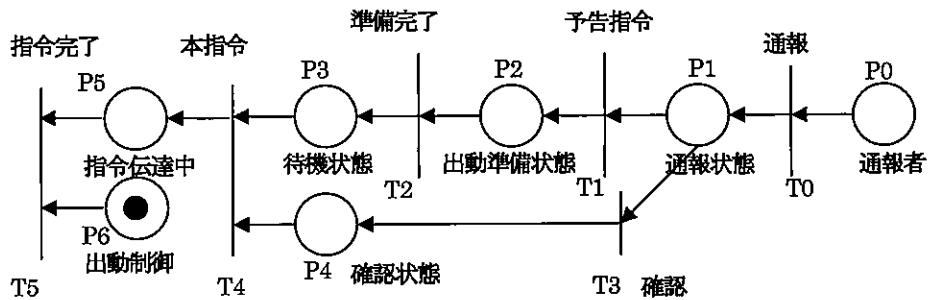 準備完了
予告指令
指令完了
本指令
通報
P5
P3
P2
P1
P0
指令伝達中
待機状態
出動準備状態
通報状態
通報者
T2
T1
T0
P6
出動制御
P4
確認状態
T5
T4
T3
確認